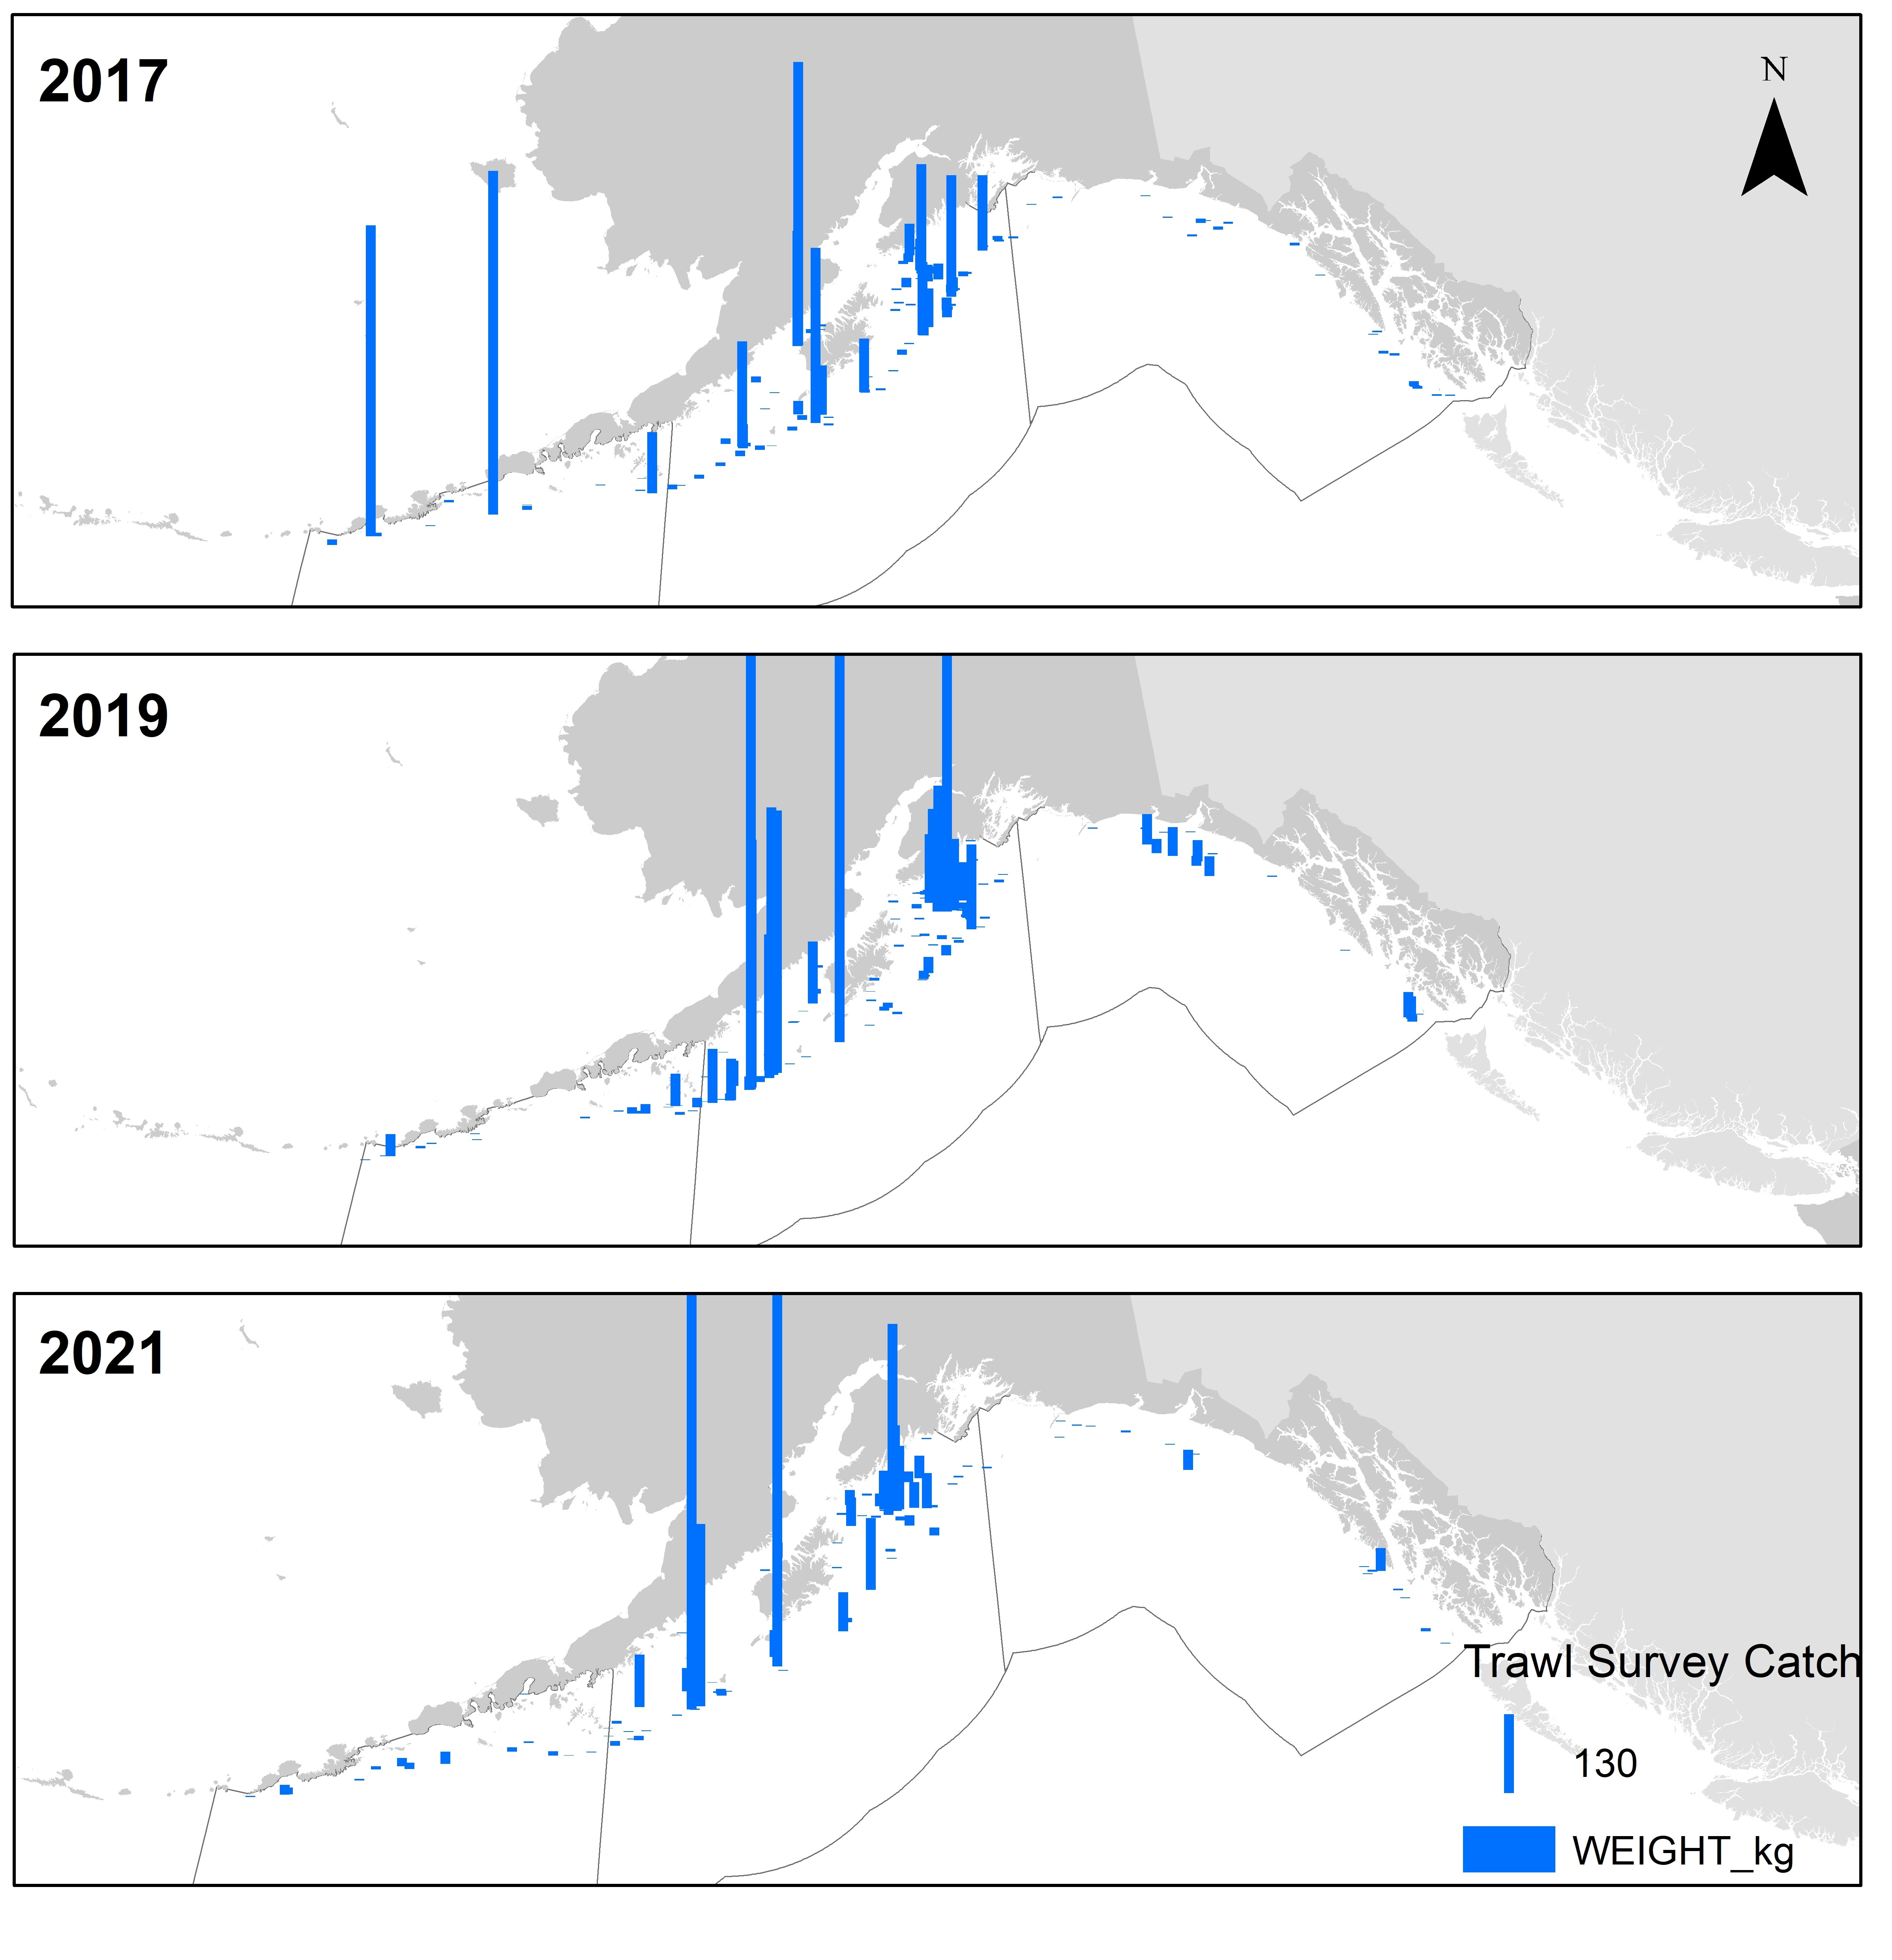 2017
N
2019
2021
Trawl Survey Catch
130
WEIGHT_kg